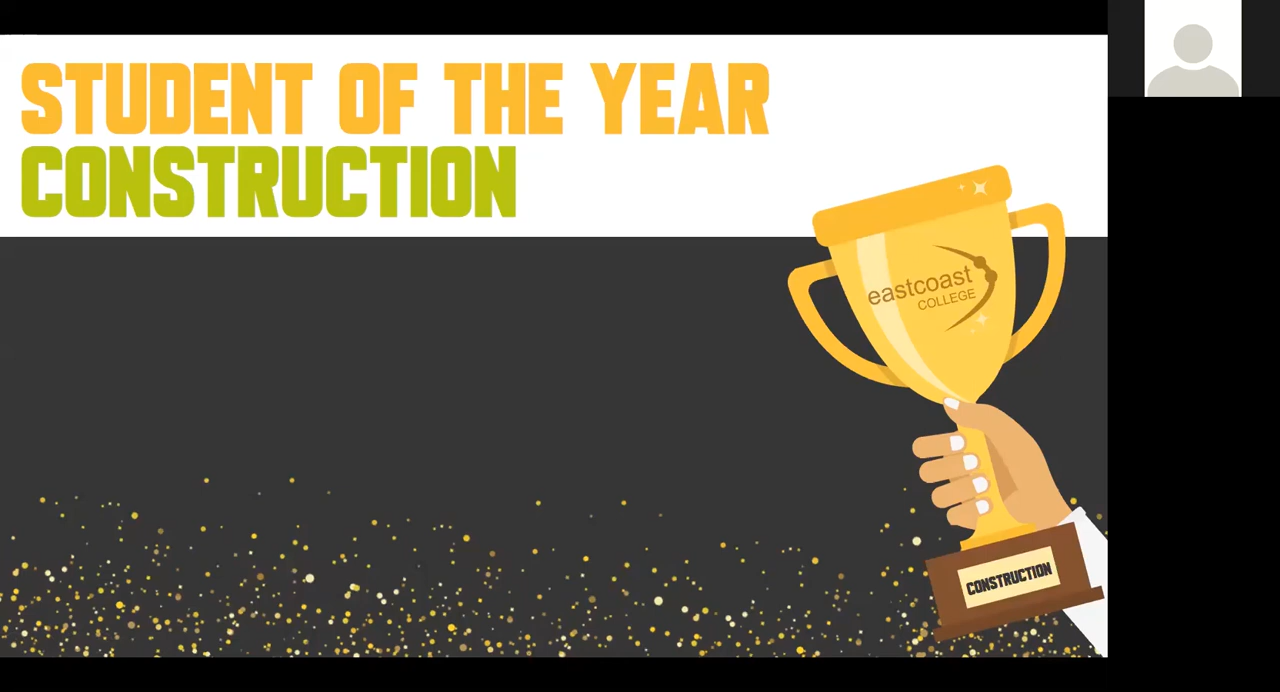 STUDENT OF THE YEAR
CONSTRUCTION
eastcoast
COLLEGE
CONSTRUCTION